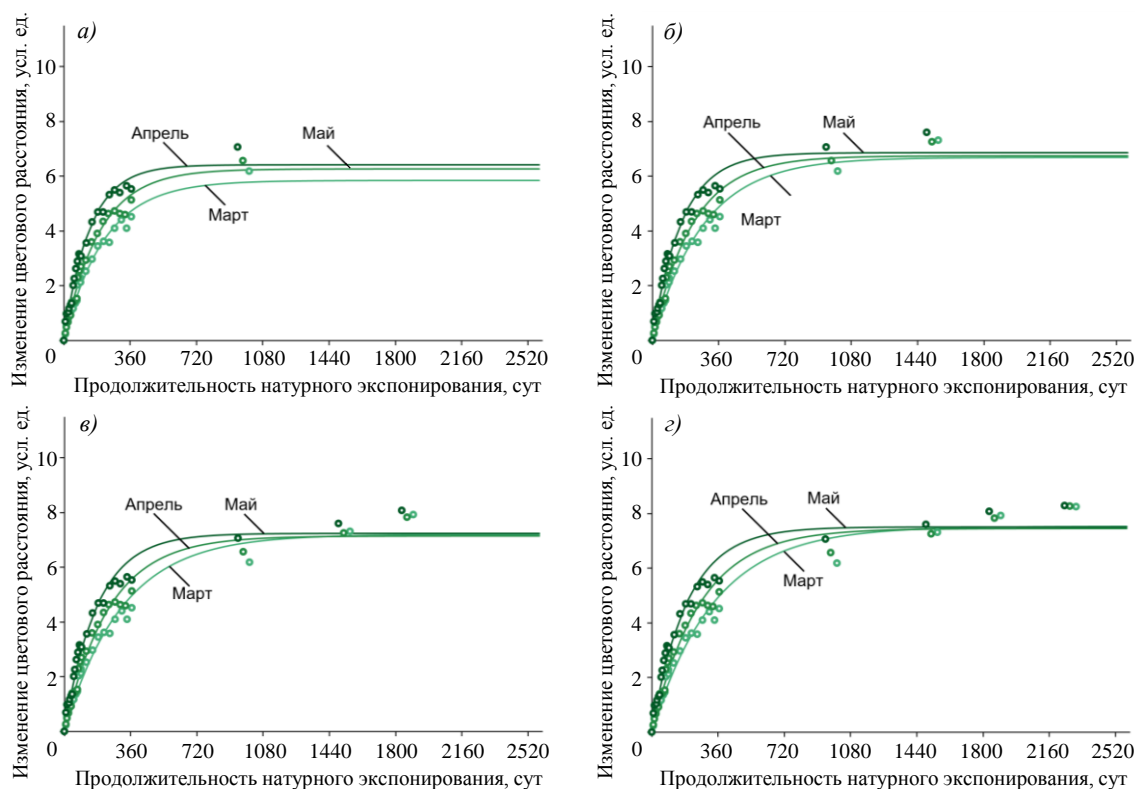 а)
Изменение цветового расстояния, усл. ед.
10
8
6
4
2
0
Апрель
Май
Март
360 720 1080 1440 1800 2160 2520
Продолжительность натурного экспонирования, сут
б)
Изменение цветового расстояния, усл. ед.
10
8
6
4
2
0
Апрель
Май
Март
360 720 1080 1440 1800 2160 2520
Продолжительность натурного экспонирования, сут
в)
Изменение цветового расстояния, усл. ед.
10
8
6
4
2
0
Апрель
Май
Март
360 720 1080 1440 1800 2160 2520
Продолжительность натурного экспонирования, сут
г)
Изменение цветового расстояния, усл. ед.
10
8
6
4
2
0
Апрель
Май
Март
360 720 1080 1440 1800 2160 2520
Продолжительность натурного экспонирования, сут